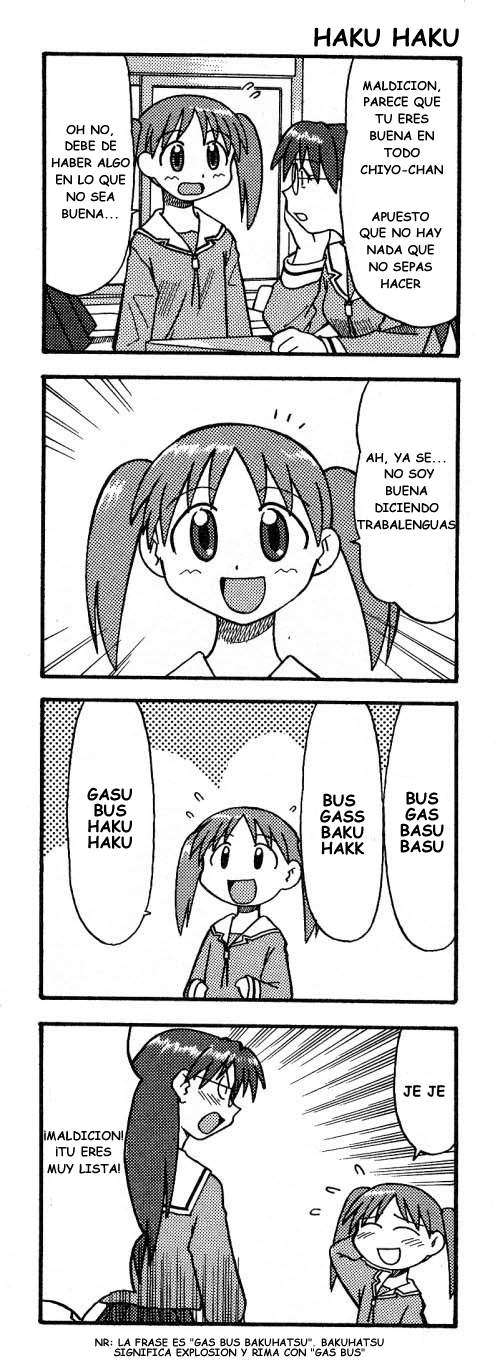 HAKU HAKU
MALDICION,
PARECE QUE
TU ERES
BUENA EN
TODO
CHIYO-CHAN
APUESTO
QUE NO HAY
NADA QUE
NO SEPAS
HACER
OH NO,
DEBE DE
HABER ALGO
EN LO QUE
NO SEA
BUENA...
AH, YA SE...
NO SOY
BUENA
DICIENDO
TRABALENGUAS
BUS
GAS
BASU
BASU
BUS
GASS
BAKU
HAKK
GASU
BUS
HAKU
HAKU
JE JE
¡MALDICION!
¡TU ERES
MUY LISTA!
NR: LA FRASE ES "GAS BUS BAKUHATSU". BAKUHATSU
SIGNIFICA EXPLOSION Y RIMA CON "GAS BUS"